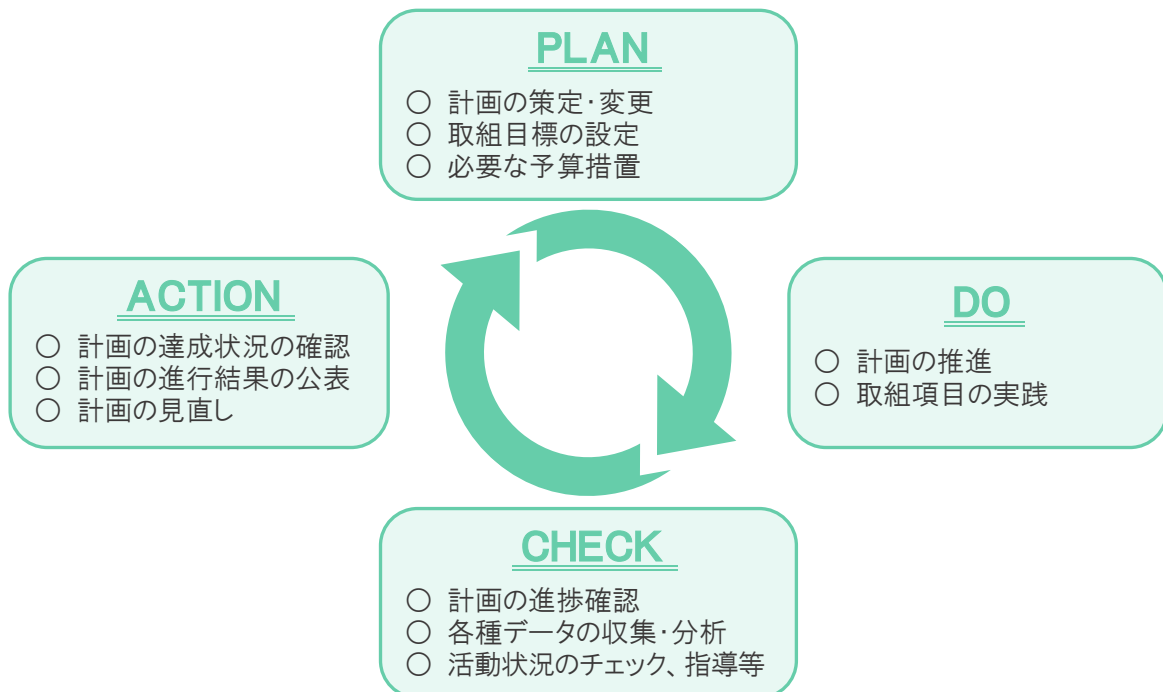 PLAN
○ 計画の策定・変更
○ 取組目標の設定
○ 必要な予算措置
ACTION
○ 計画の達成状況の確認
○ 計画の進行結果の公表
○ 計画の見直し
DO
○ 計画の推進
○ 取組項目の実践
CHECK
○ 計画の進捗確認
○ 各種データの収集・分析
○ 活動状況のチェック、指導等